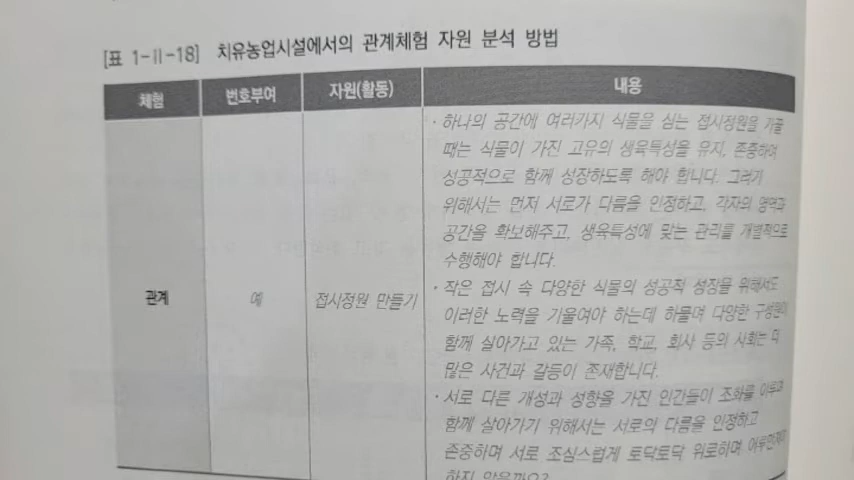 [표 1-Ⅱ-18] 치유농업시설에서의 관계체험 자원 분석 방법
체험 번호부여 자원(활동) 내용
관계 예 접시정원 만들기
· 하나의 공간에 여러가지 식물을 심는 접시정원을 가꿀
때는 식물이 가진 고유의 생육특성을 유지, 존중하여
성공적으로 함께 성장하도록 해야 합니다. 그러기
위해서는 먼저 서로가 다름을 인정하고, 각자의 영역과
공간을 확보해주고, 생육특성에 맞는 관리를 개별적으로
수행해야 합니다.
· 작은 접시 속 다양한 식물의 성공적 성장을 위해서도
이러한 노력을 기울여야 하는데 하물며 다양한 구성원이
함께 살아가고 있는 가족, 학교, 회사 등의 사회는 더
많은 사건과 갈등이 존재합니다.
· 서로 다른 개성과 성향을 가진 인간들이 조화를 이루며
함께 살아가기 위해서는 서로의 다름을 인정하고
존중하며 서로 조심스럽게 토닥토닥 위로하며 어루만져야
하지 않을까요?